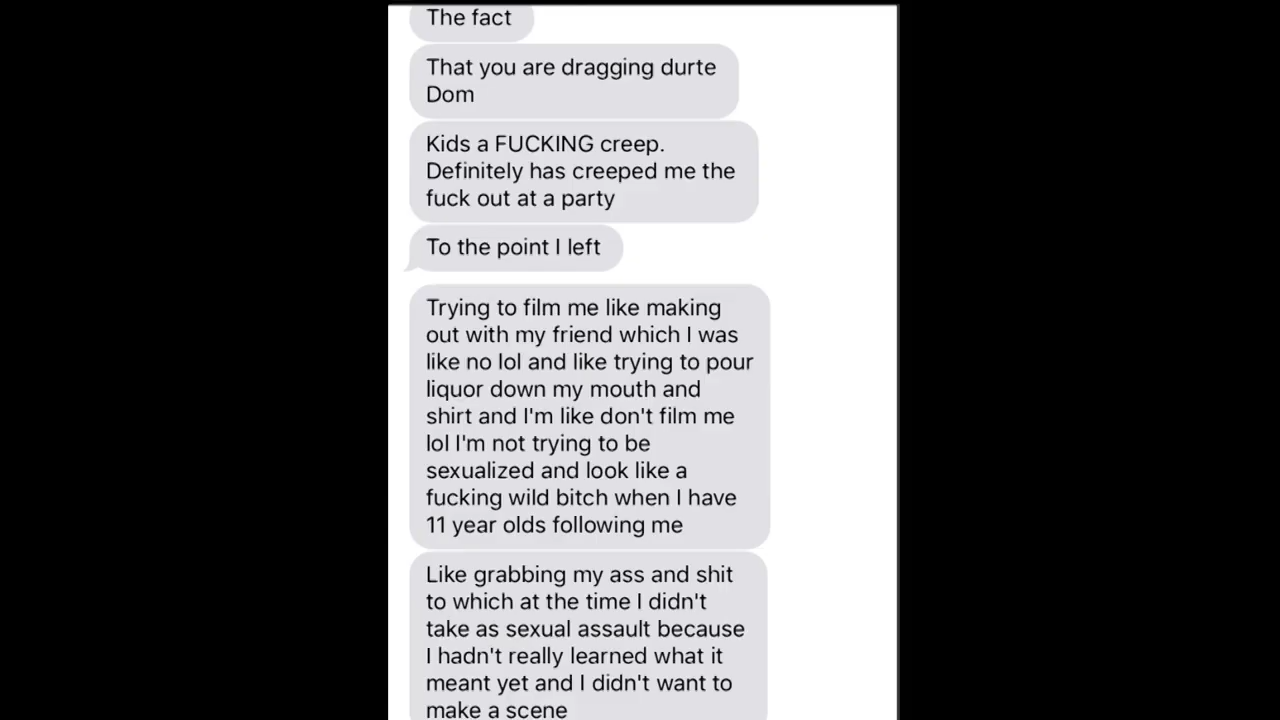 The fact
That you are dragging durte
Dom
Kids a FUCKING creep.
Definitely has creeped me the
fuck out at a party
To the point I left
Trying to film me like making
out with my friend which I was
like no lol and like trying to pour
liquor down my mouth and
shirt and I'm like don't film me
lol I'm not trying to be
sexualized and look like a
fucking wild bitch when I have
11 year olds following me
Like grabbing my ass and shit
to which at the time I didn't
take as sexual assault because
I hadn't really learned what it
meant yet and I didn't want to
make a scene